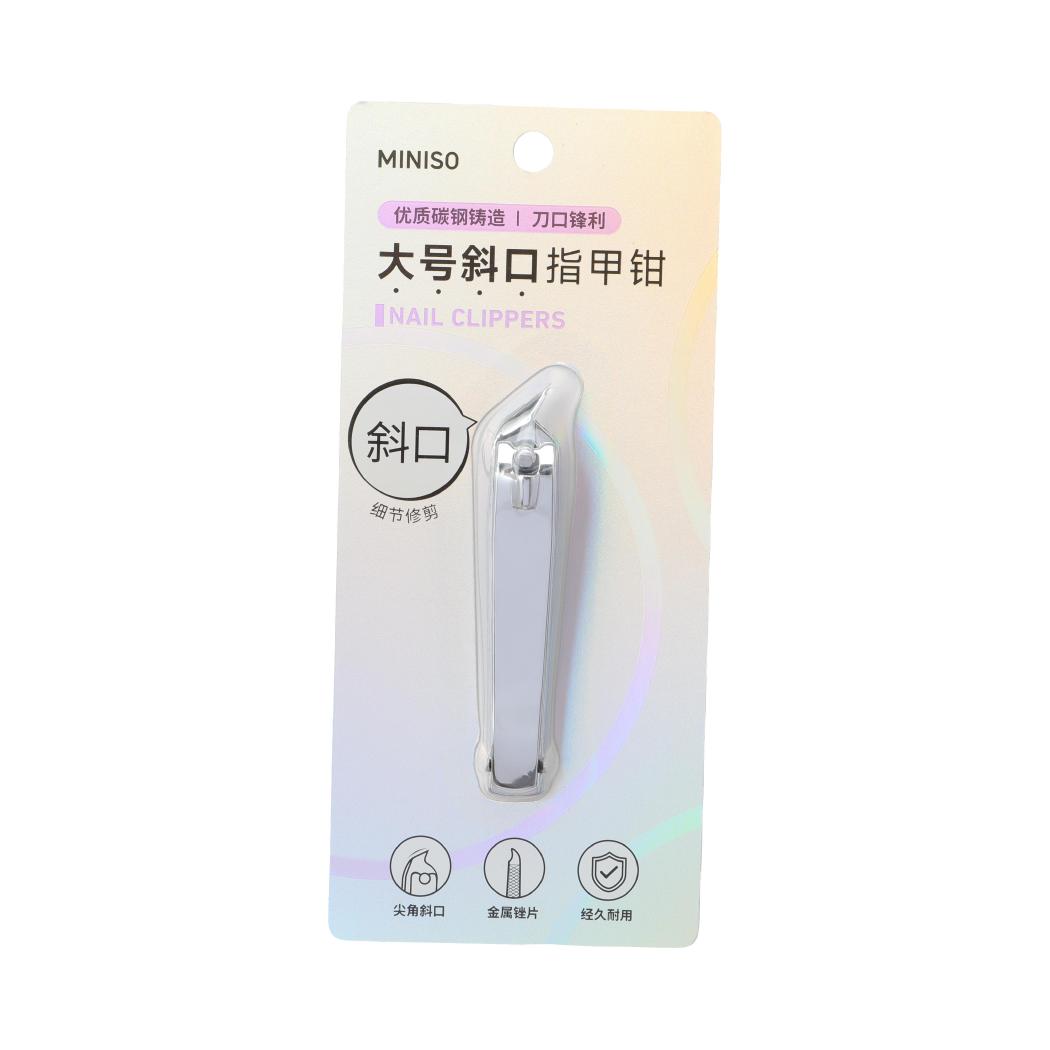 MINISO
优质碳钢铸造 | 刀口锋利
大号斜口指甲钳
NAIL CLIPPERS
斜口
细节修剪
尖角斜口
金属锉片
经久耐用